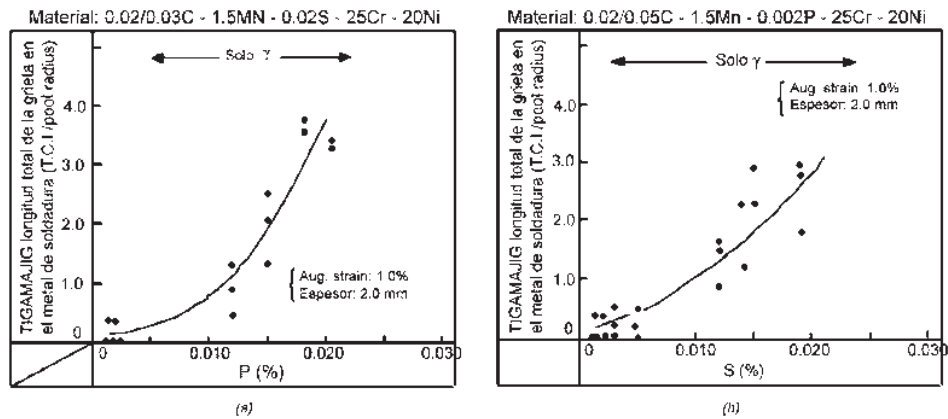 Material: 0.02/0.03C - 1.5MN - 0.02S - 25Cr - 20Ni
TIGAMAJIG longitud total de la grieta en
el metal de soldadura (T.C.I /pool radius)
Solo γ
4.0
3.0
2.0
1.0
0
Aug. strain: 1.0%
Espesor: 2.0 mm
0
0.010
0.020
0.030
P (%)
(a)
Material: 0.02/0.05C - 1.5Mn - 0.002P - 25Cr - 20Ni
TIGAMAJIG longitud total de la grieta en
el metal de soldadura (T.C.I /pool radius)
Solo γ
Aug. strain: 1.0%
Espesor: 2.0 mm
4.0
3.0
2.0
1.0
0
0
0.010
0.020
0.030
S (%)
(b)